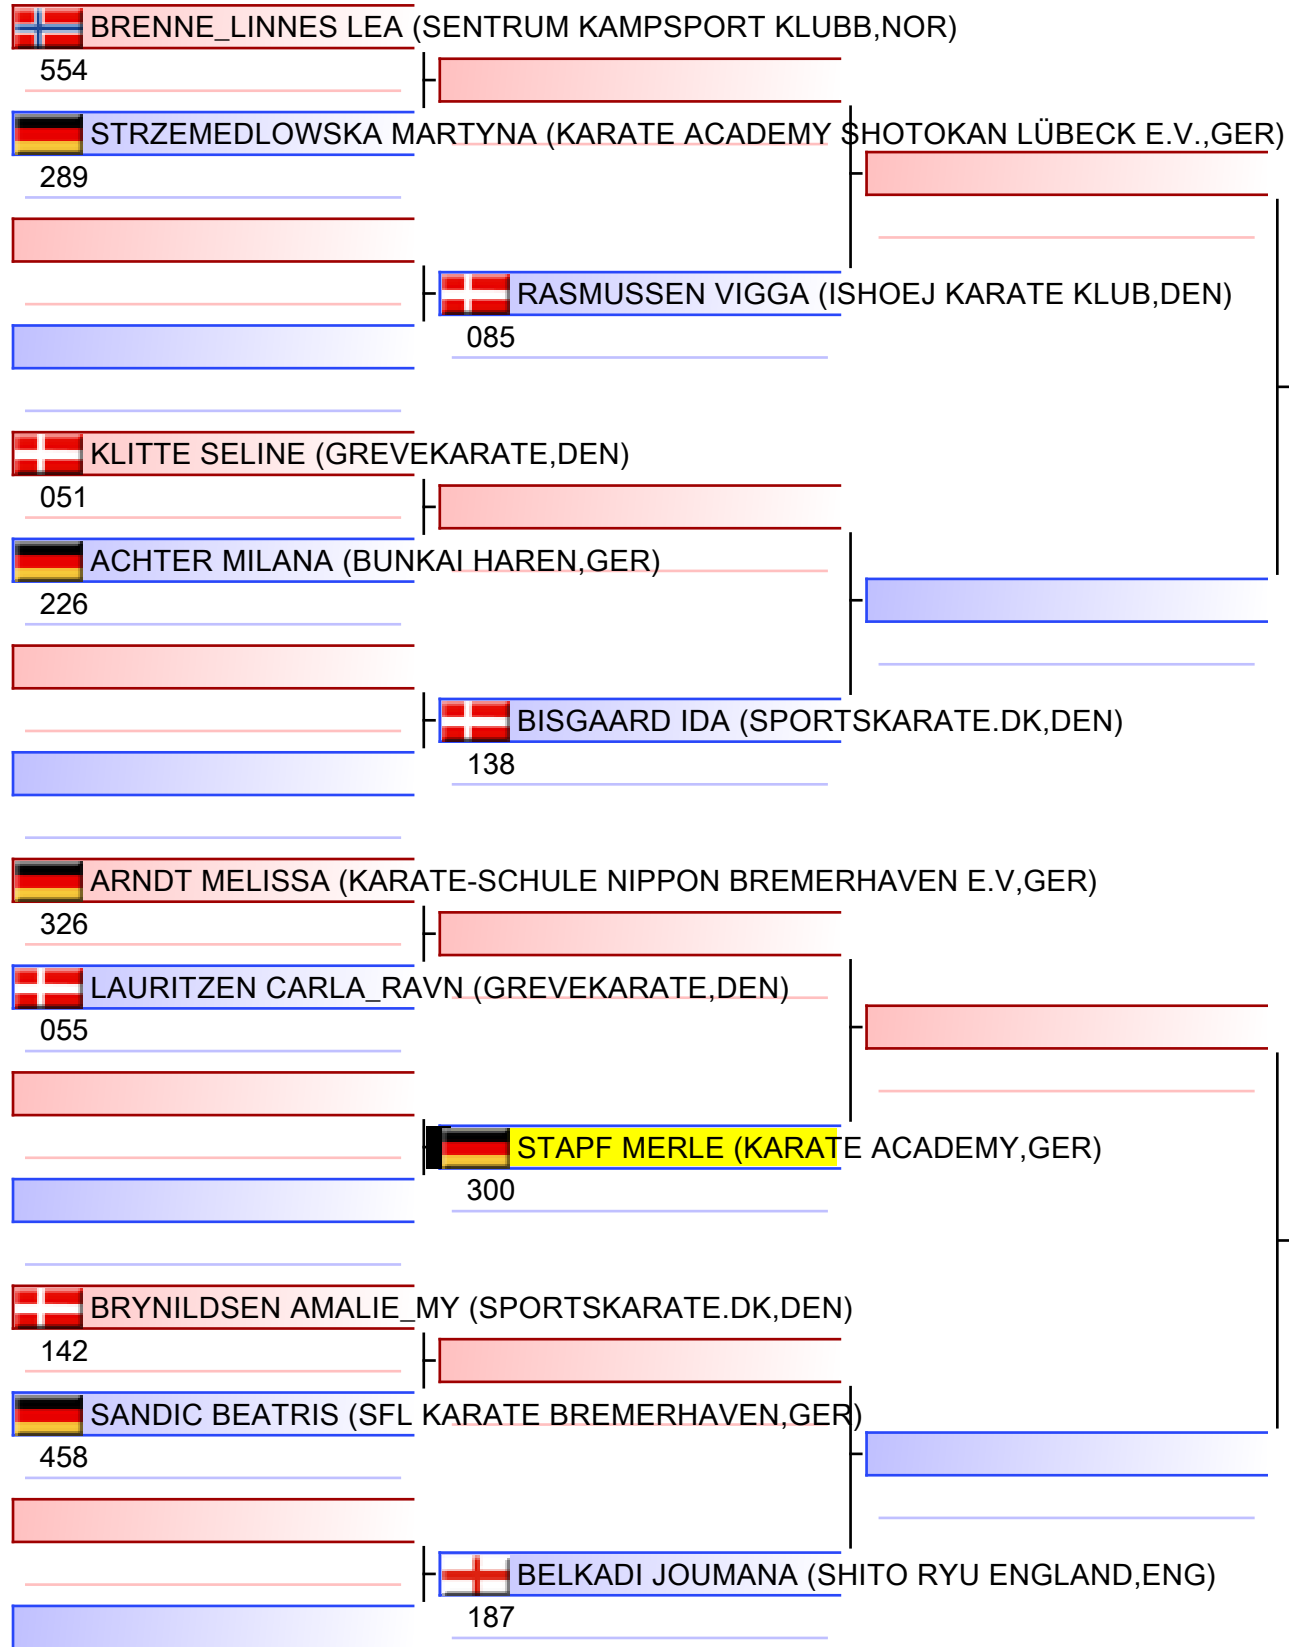 BRENNE_LINNES LEA (SENTRUM KAMPSPORT KLUBB,NOR)
554
STRZEMEDLOWSKA MARTYNA (KARATE ACADEMY SHOTOKAN LÜBECK E.V.,GER)
289
RASMUSSEN VIGGA (ISHOEJ KARATE KLUB,DEN)
085
KLITTE SELINE (GREVEKARATE,DEN)
051
ACHTER MILANA (BUNKAI HAREN,GER)
226
BISGAARD IDA (SPORTSKARATE.DK,DEN)
138
ARNDT MELISSA (KARATE-SCHULE NIPPON BREMERHAVEN E.V,GER)
326
LAURITZEN CARLA_RAVN (GREVEKARATE,DEN)
055
STAPF MERLE (KARATE ACADEMY,GER)
300
BRYNILDSEN AMALIE_MY (SPORTSKARATE.DK,DEN)
142
SANDIC BEATRIS (SFL KARATE BREMERHAVEN,GER)
458
BELKADI JOUMANA (SHITO RYU ENGLAND,ENG)
187